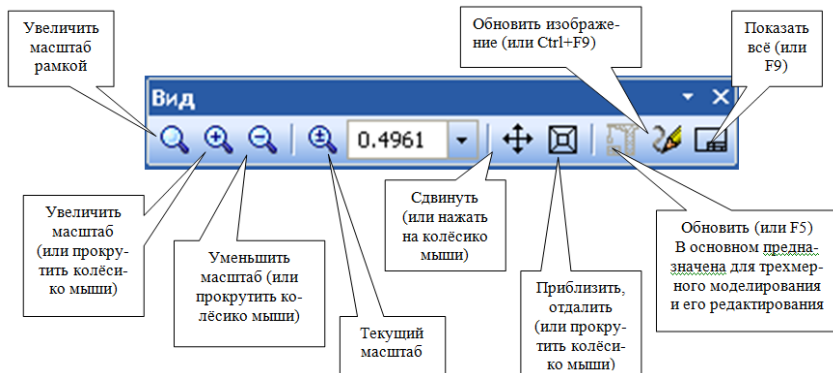 Увеличить
масштаб
рамкой
Обновить изображе-
ние (или Ctrl+F9)
Показать
всё (или
F9)
Вид
0.4961
Увеличить
масштаб
(или прокру-
тить колёси-
ко мыши)
Уменьшить
масштаб (или
прокрутить ко-
лёсико мыши)
Текущий
масштаб
Сдвинуть
(или нажать
на колёсико
мыши)
Приблизить,
отдалить
(или прокру-
тить колёси-
ко мыши)
Обновить (или F5)
В основном предна-
значена для трехмер-
ного моделирования
и его редактирования